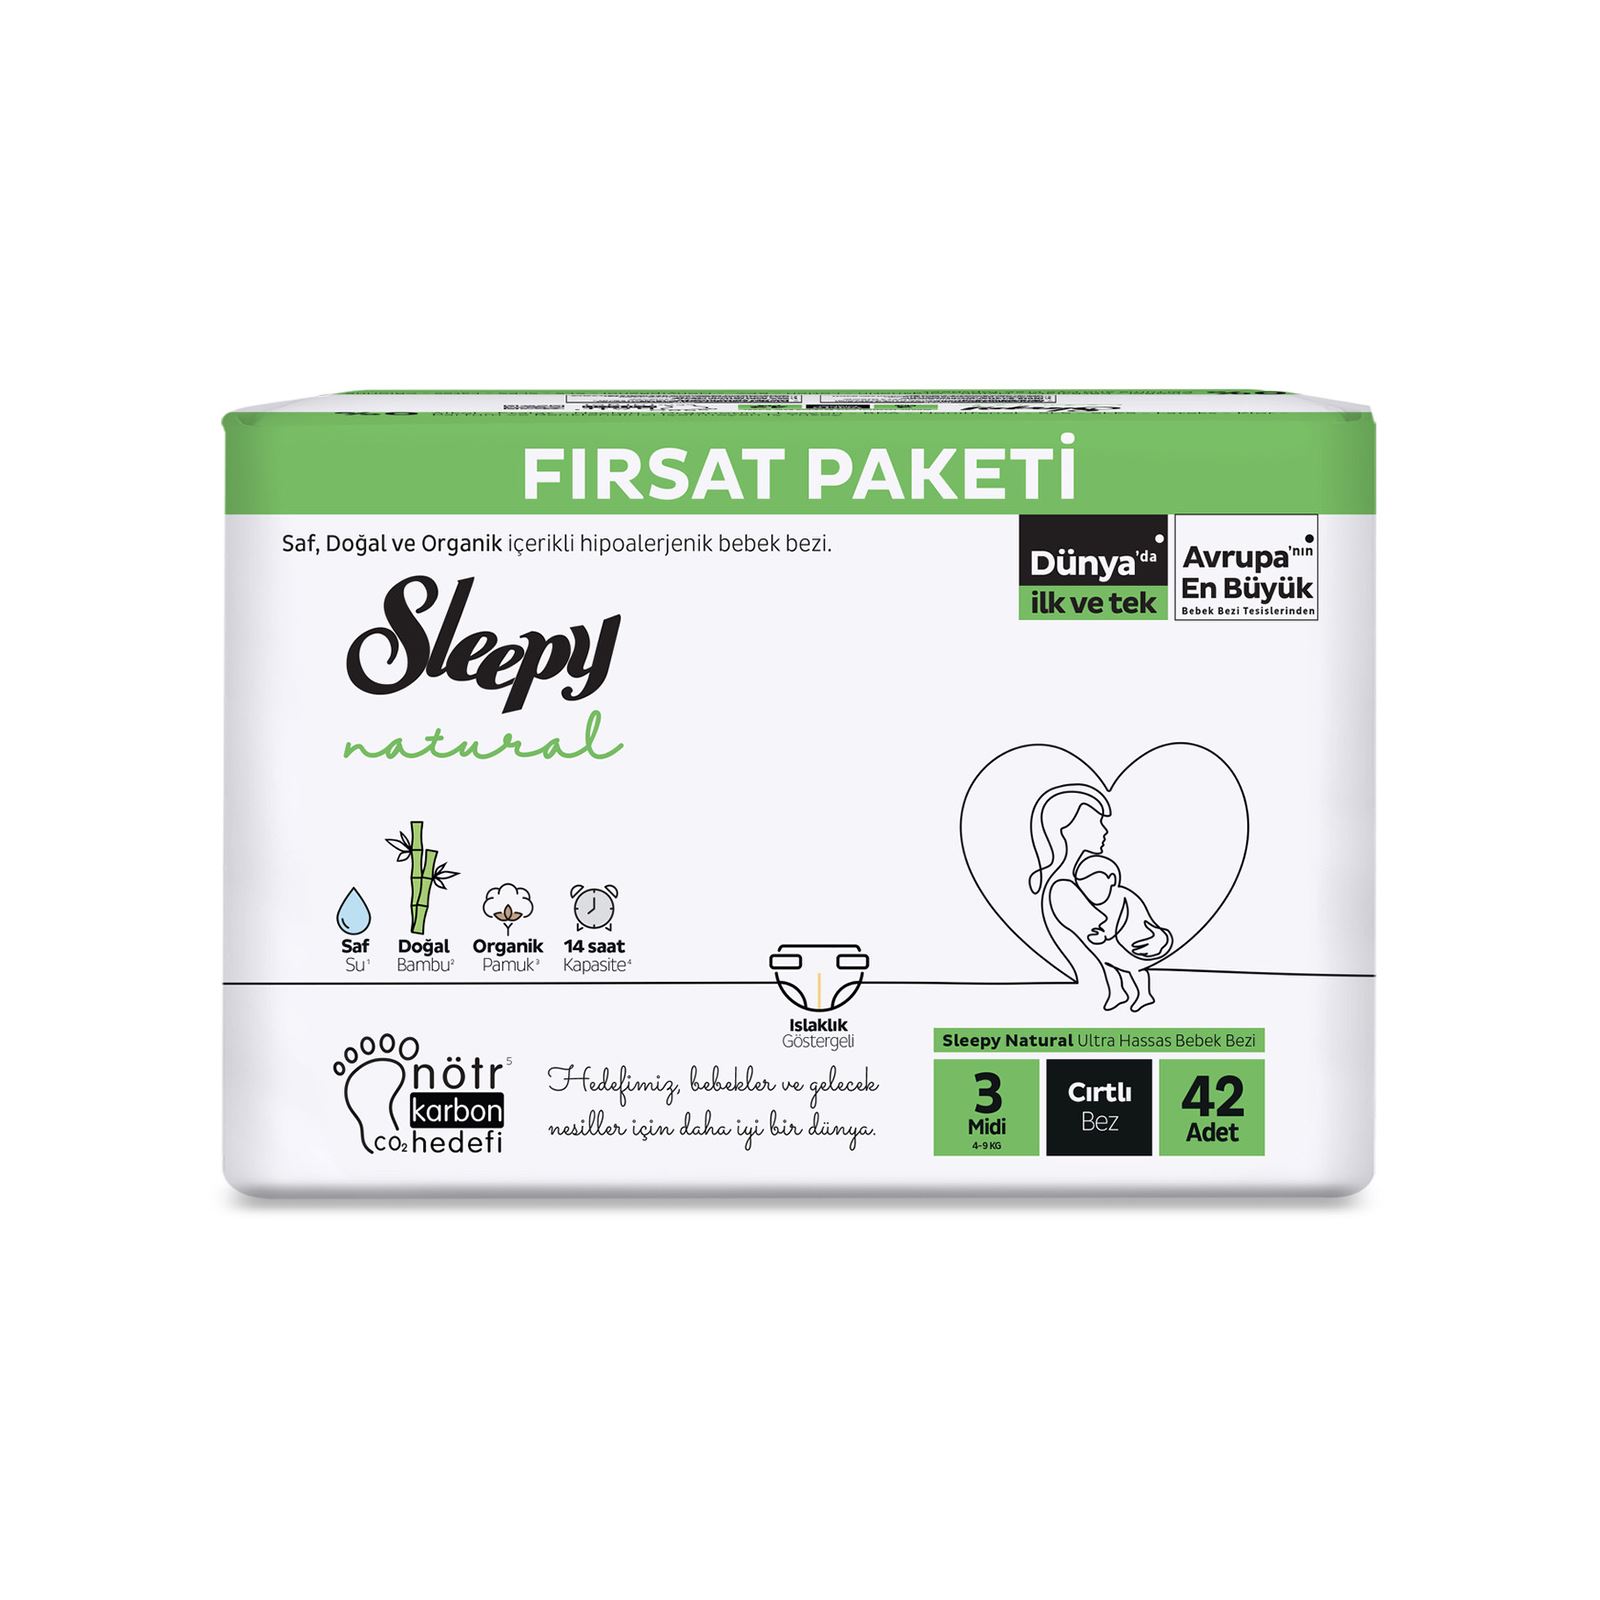 FIRSAT PAKETİ
Saf, Doğal ve Organik içerikli hipoalerjenik bebek bezi.
Dünya'da
ilk ve tek
Avrupa'nın
En Büyük
Bebek Bezi Tesislerinden
Sleepy
natural
Saf
Su¹
Doğal
Bambu²
Organik
Pamuk³
14 saat
Kapasite⁴
Islaklık
Göstergeli
nötr⁵
karbon
CO₂ hedefi
Hedefimiz, bebekler ve gelecek
nesiller için daha iyi bir dünya.
Sleepy Natural Ultra Hassas Bebek Bezi
3
Midi
4-9 KG
Cırtlı
Bez
42
Adet